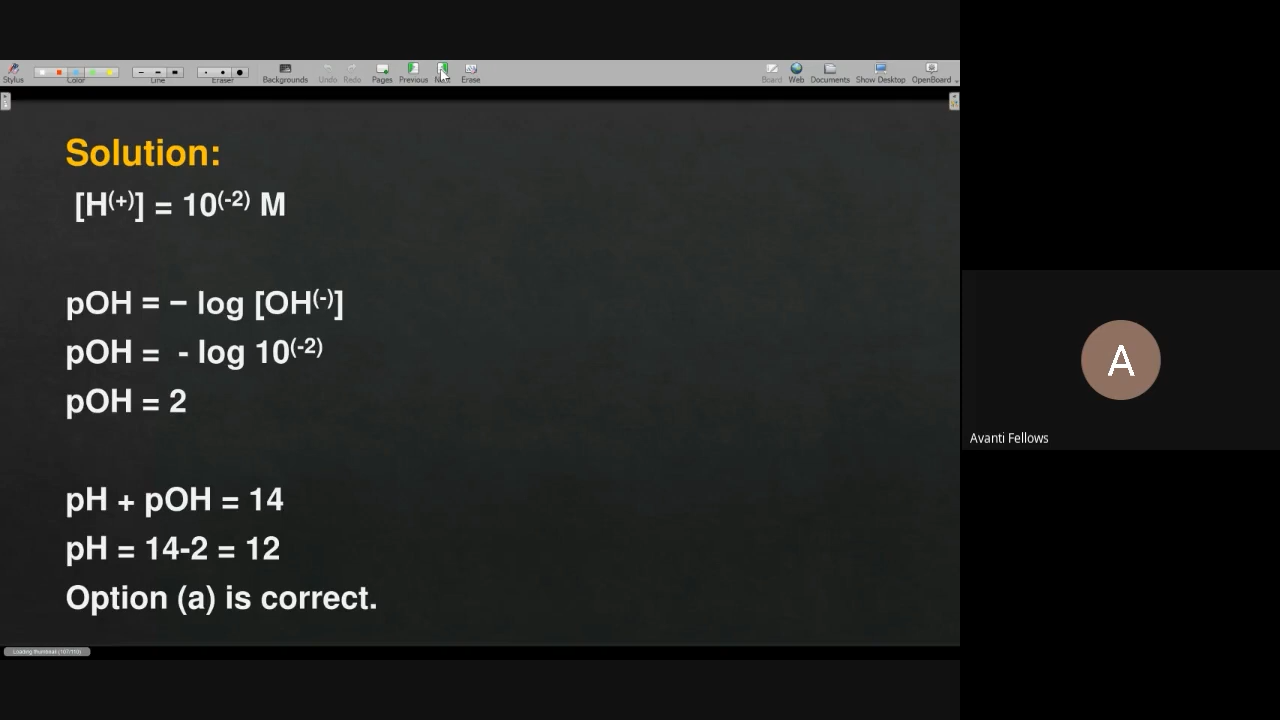 Stylus Color Line Eraser Backgrounds Undo Redo Pages Previous Next Erase Board Web Documents Show Desktop OpenBoard
Solution:
[H(+)] = 10(-2) M
pOH = − log [OH(-)]
pOH = - log 10(-2)
pOH = 2
pH + pOH = 14
pH = 14-2 = 12
Option (a) is correct.
A
Avanti Fellows